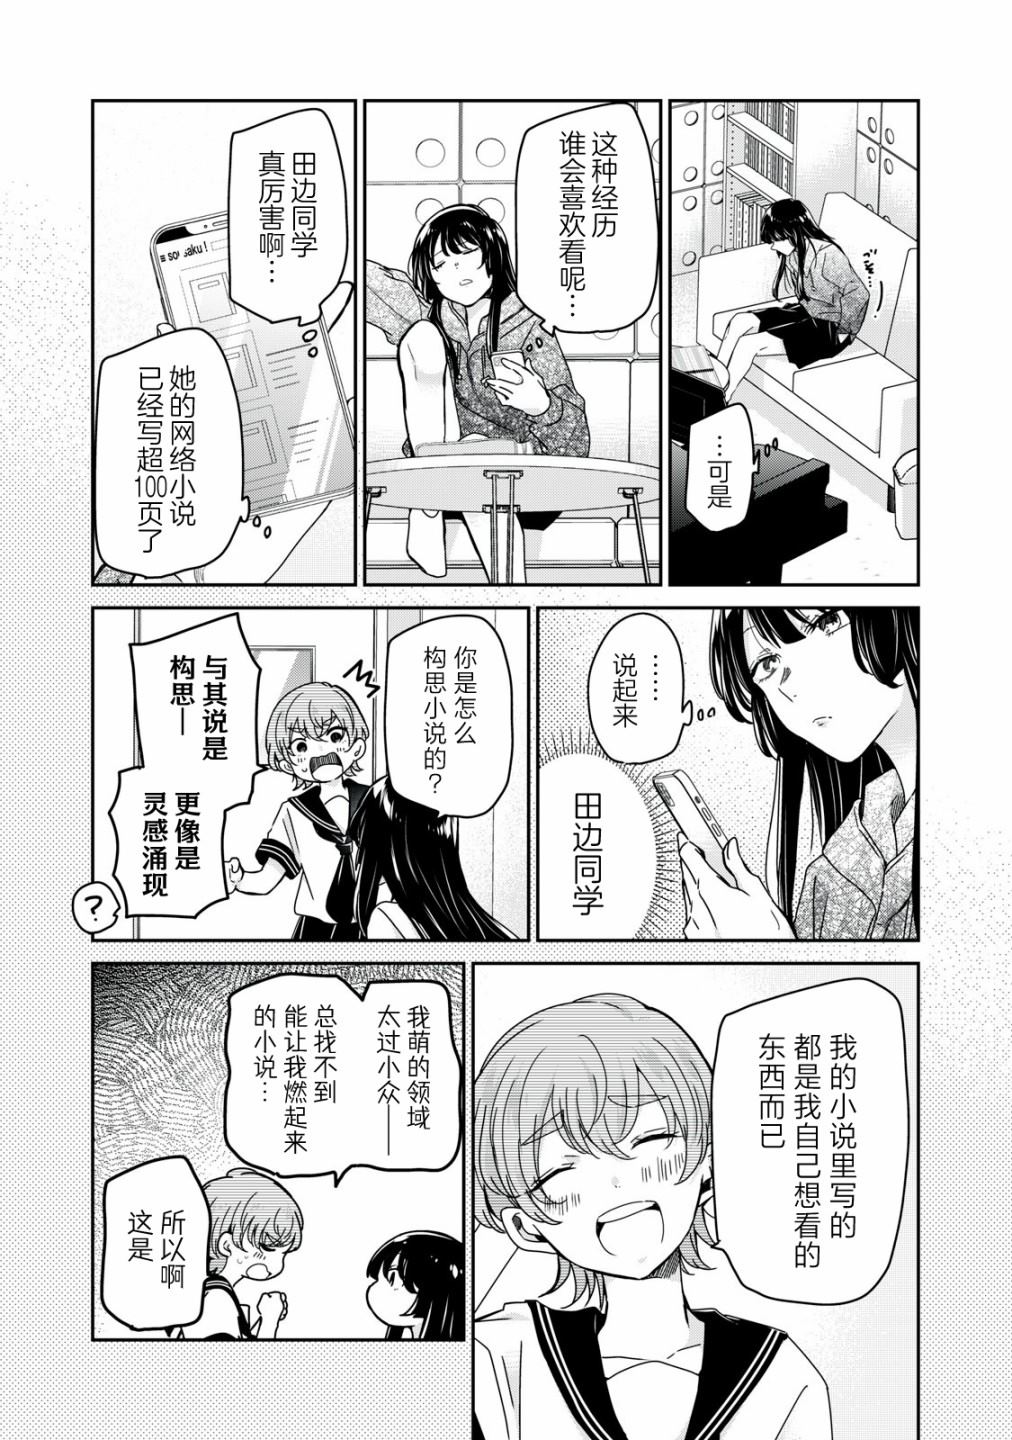 …可是
这种经历
谁会喜欢看呢…
田边同学
真厉害啊…
sou
aku！
她的网络小说
已经写超
100页了
……
说起来
田边同学
你是怎么
构思小说的？
与其说是
构思—
更像是
灵感涌现
？
我的小说里写的
都是我自己想看的
东西而已
我萌的领域
太过小众——
总找不到
能让我燃起来
的小说…
所以啊
这是